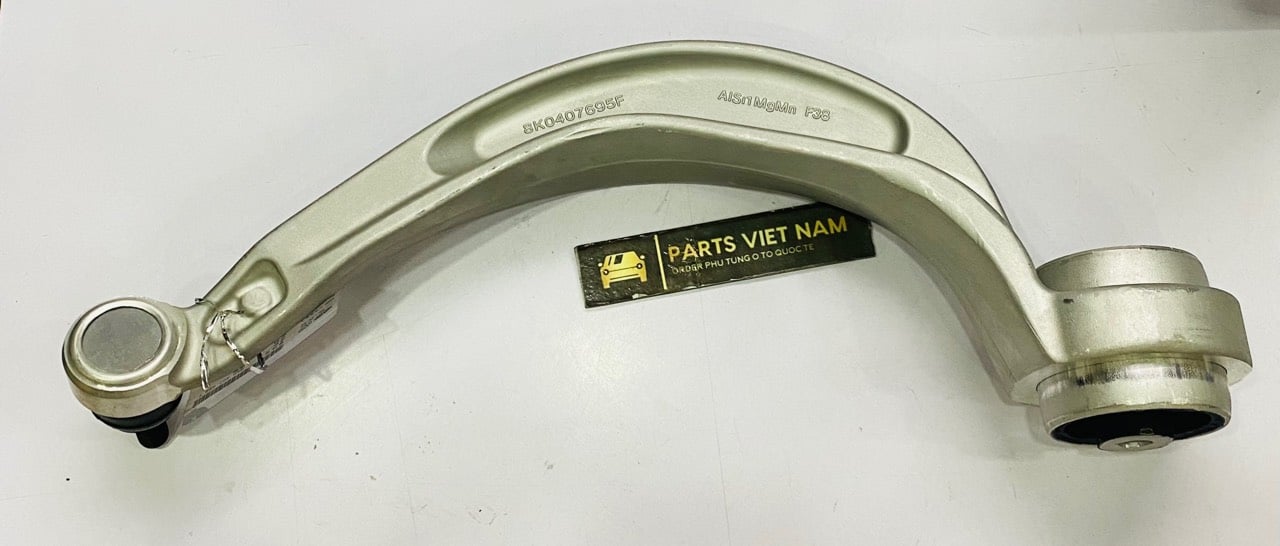 8K0407695F
AlSi1MgMn F38
PARTS VIET NAM
ORDER PHU TUNG O TO QUOC TE